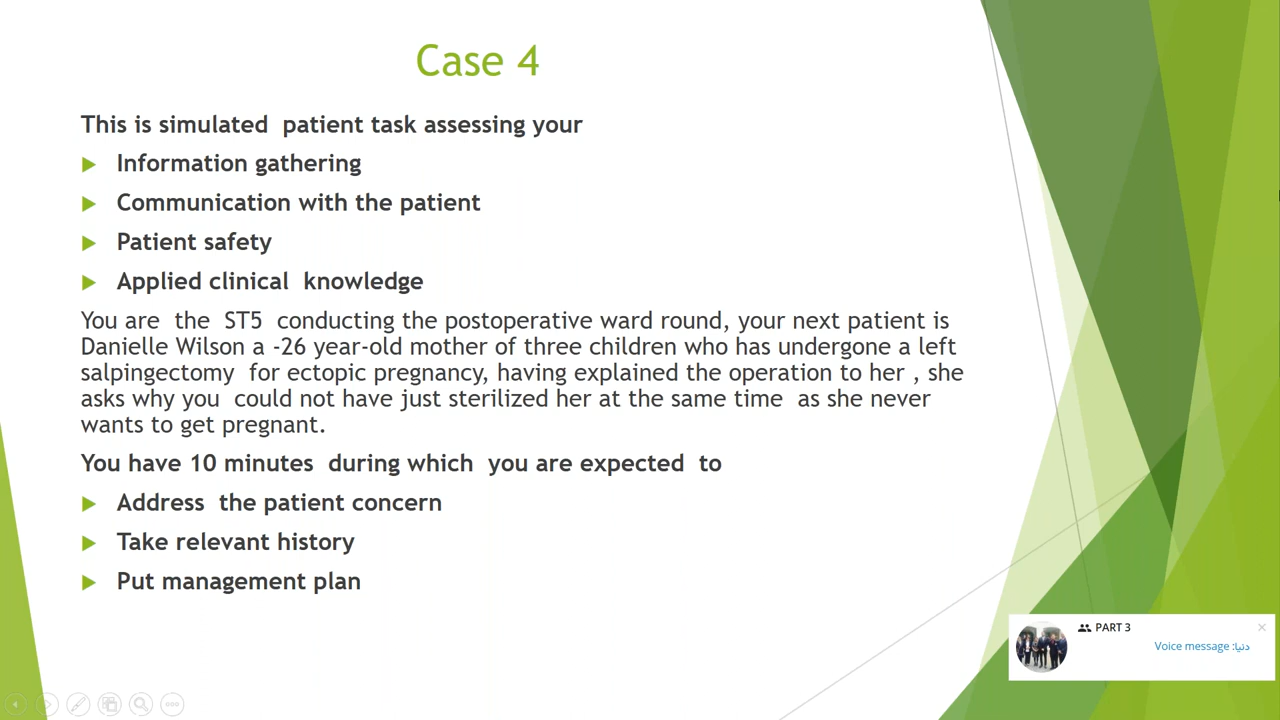 Case 4
This is simulated patient task assessing your
Information gathering
Communication with the patient
Patient safety
Applied clinical knowledge
You are the ST5 conducting the postoperative ward round, your next patient is
Danielle Wilson a -26 year-old mother of three children who has undergone a left
salpingectomy for ectopic pregnancy, having explained the operation to her , she
asks why you could not have just sterilized her at the same time as she never
wants to get pregnant.
You have 10 minutes during which you are expected to
Address the patient concern
Take relevant history
Put management plan
PART 3
دنيا: Voice message